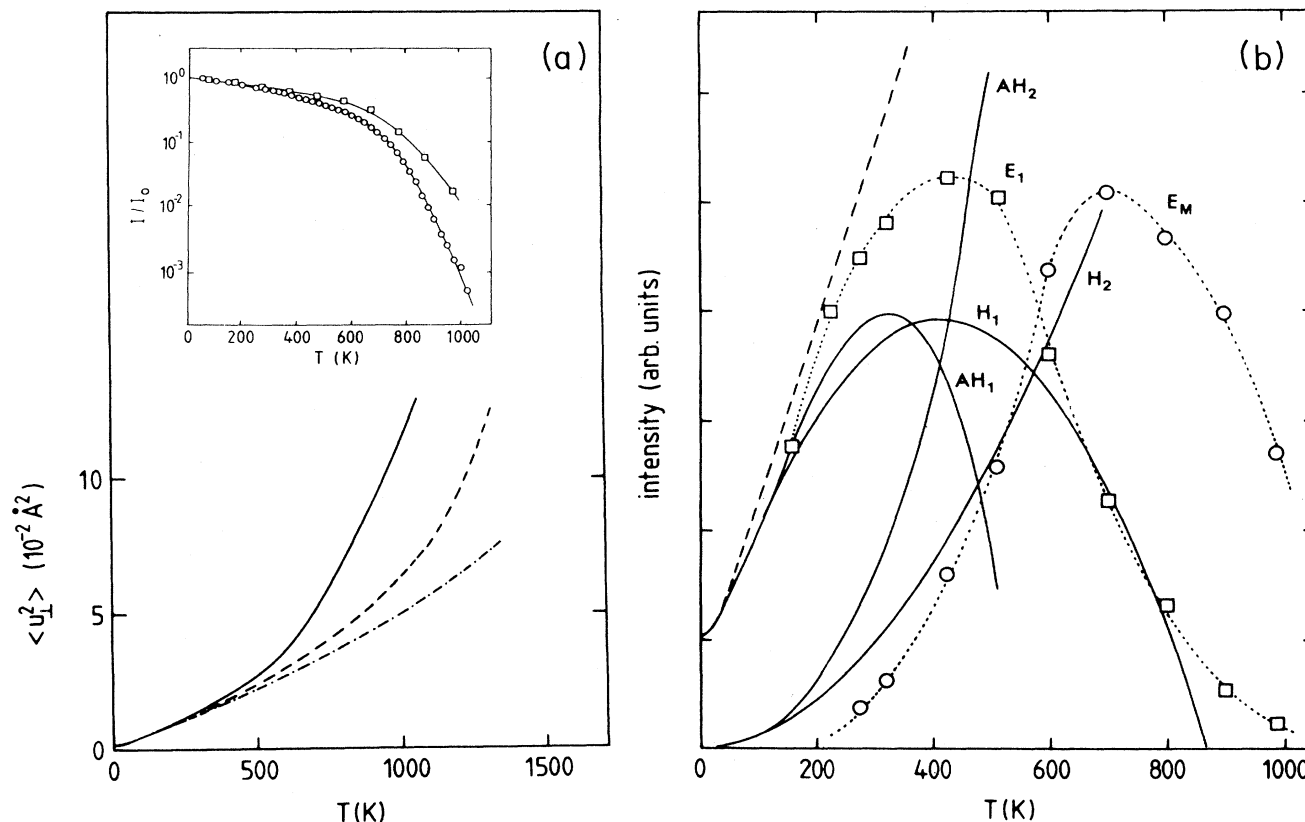 (a)
10⁰
10⁻¹
10⁻²
10⁻³
I/I₀
0 200 400 600 800 1000
T (K)
10
5
0
<u²⊥> (10⁻² Å²)
0 500 1000 1500
T(K)
(b)
AH₂
E₁
E_M
H₂
H₁
AH₁
intensity (arb. units)
0 200 400 600 800 1000
T(K)